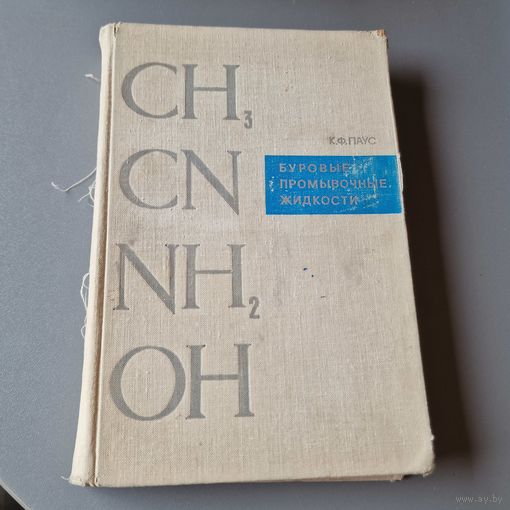 CH₃
CN
NH₂
OH
К.Ф.ПАУС
БУРОВЫЕ
ПРОМЫВОЧНЫЕ
ЖИДКОСТИ
www.ay.by